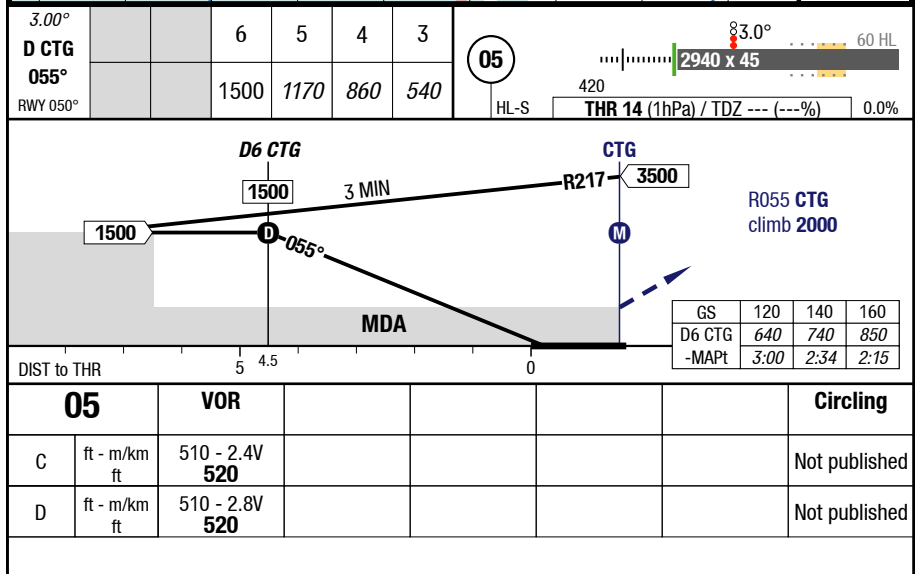 3.00°
D CTG
055°
RWY 050°
6 5 4 3
1500 1170 860 540
05
HL-S
3.0°
60 HL
2940 x 45
420
THR 14 (1hPa) / TDZ --- (---%) 0.0%
D6 CTG
CTG
1500
3 MIN
R217
3500
1500
D
055°
M
R055 CTG
climb 2000
MDA
GS 120 140 160
D6 CTG 640 740 850
-MAPt 3:00 2:34 2:15
DIST to THR 5 4.5 0
05 VOR Circling
C ft - m/km 510 - 2.4V Not published
ft 520
D ft - m/km 510 - 2.8V Not published
ft 520